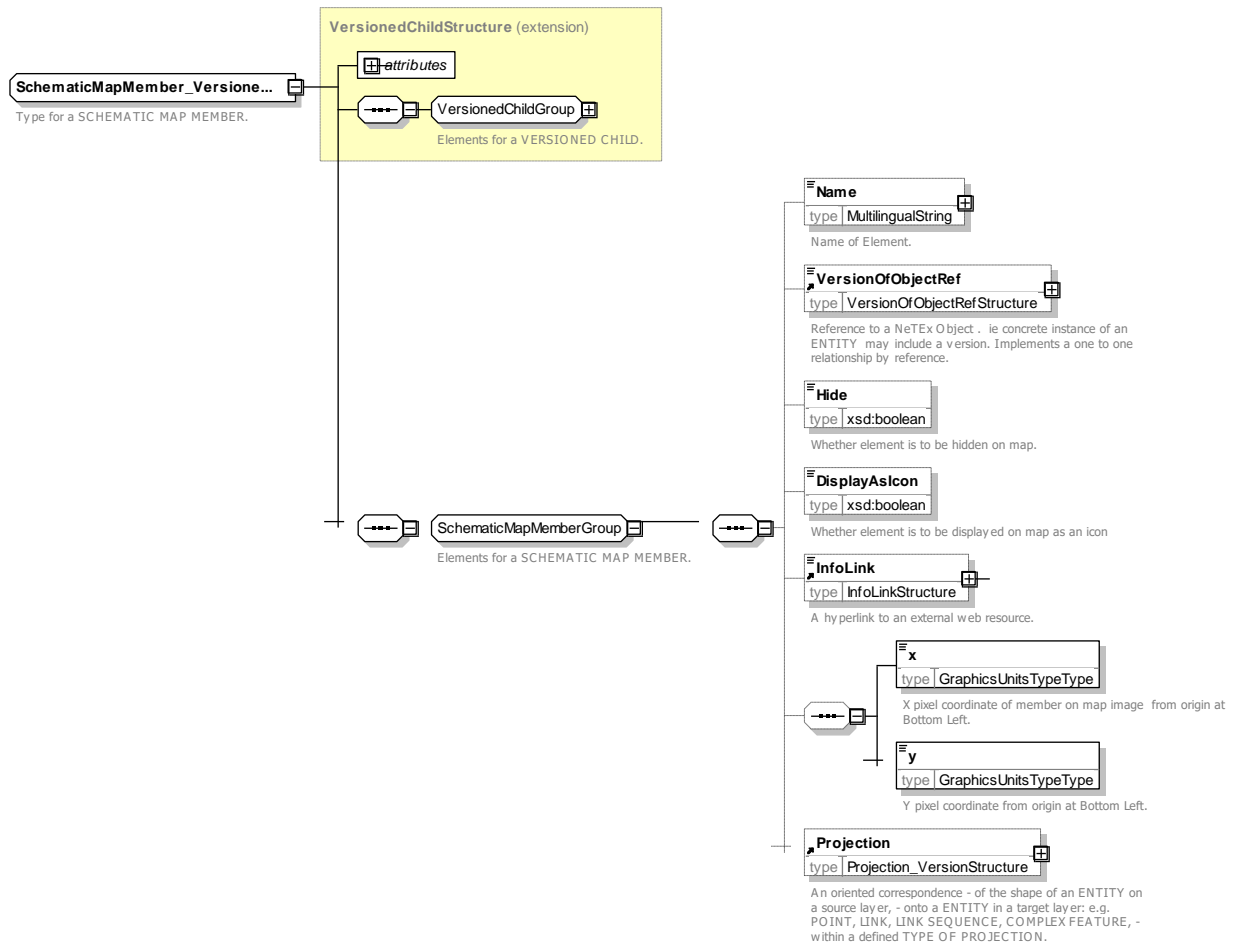 VersionedChildStructure (extension)
attributes
SchematicMapMember_Versione...
Type for a SCHEMATIC MAP MEMBER.
VersionedChildGroup
Elements for a VERSIONED CHILD.
Name
type MultilingualString
Name of Element.
VersionOfObjectRef
type VersionOfObjectRefStructure
Reference to a NeTEx Object . ie concrete instance of an
ENTITY may include a version. Implements a one to one
relationship by reference.
Hide
type xsd:boolean
Whether element is to be hidden on map.
DisplayAsIcon
type xsd:boolean
Whether element is to be displayed on map as an icon
SchematicMapMemberGroup
Elements for a SCHEMATIC MAP MEMBER.
InfoLink
type InfoLinkStructure
A hyperlink to an external web resource.
x
type GraphicsUnitsTypeType
X pixel coordinate of member on map image from origin at
Bottom Left.
y
type GraphicsUnitsTypeType
Y pixel coordinate from origin at Bottom Left.
Projection
type Projection_VersionStructure
An oriented correspondence - of the shape of an ENTITY on
a source layer, - onto a ENTITY in a target layer: e.g.
POINT, LINK, LINK SEQUENCE, COMPLEX FEATURE, -
within a defined TYPE OF PROJECTION.